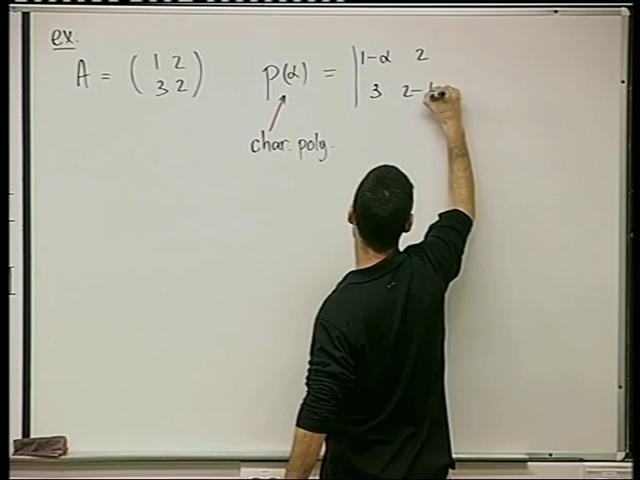 ex.
A = ( 1 2 p(α) = | 1-α 2
3 2 ) 3 2-
char. poly.